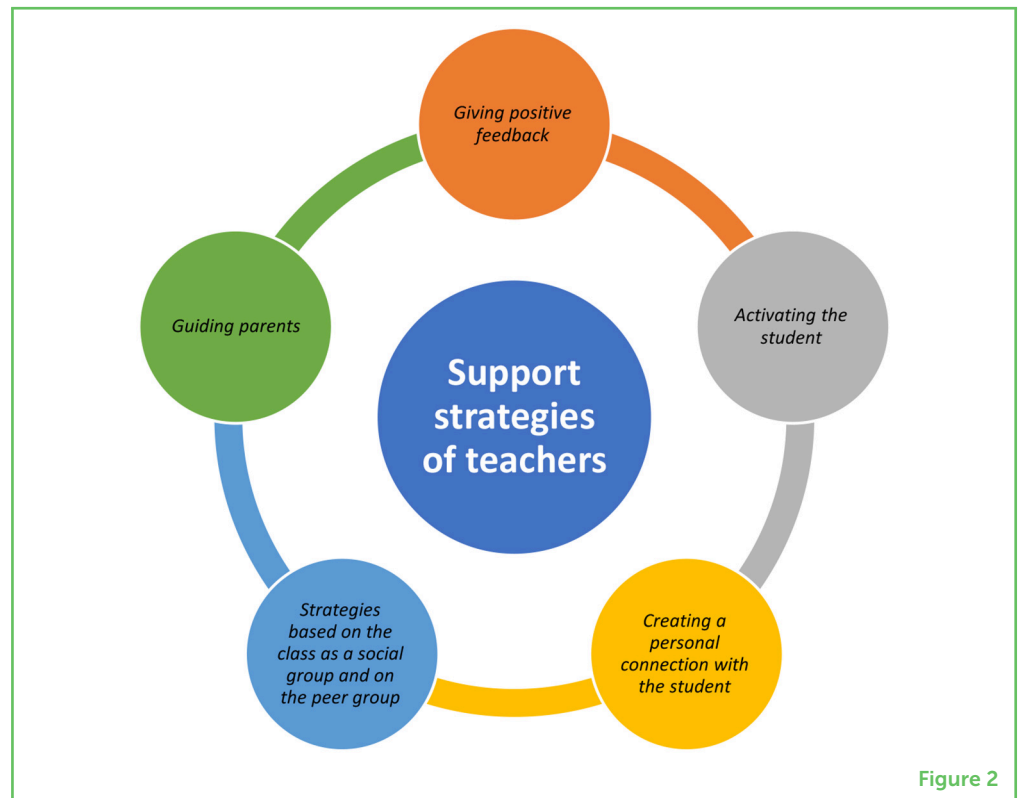 Giving positive
feedback
Activating the
student
Guiding parents
Support
strategies
of teachers
Creating a
personal
connection with
the student
Strategies
based on the
class as a social
group and on
the peer group
Figure 2